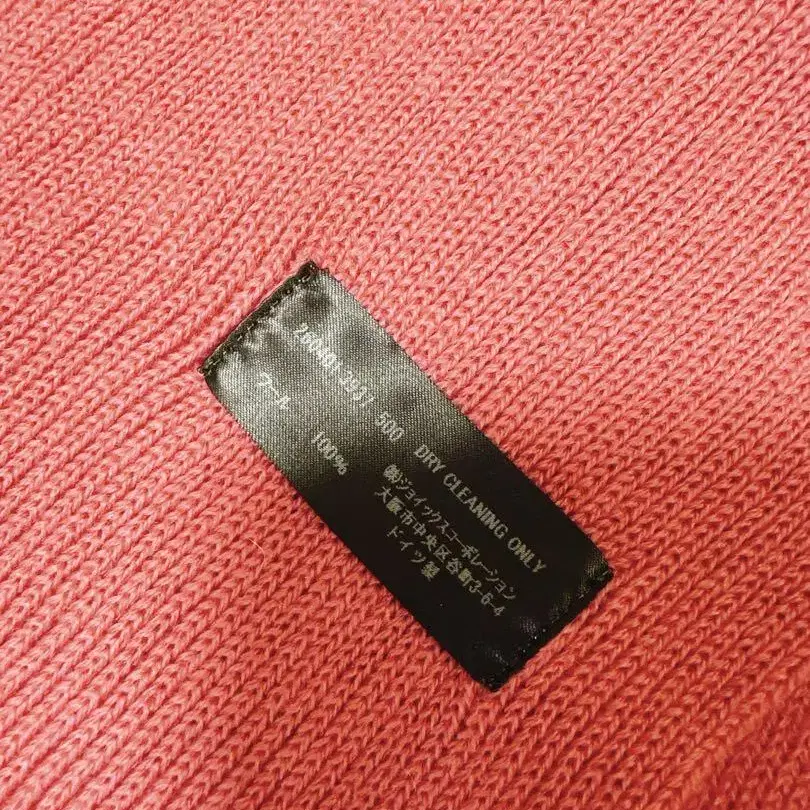 500 DRY CLEANING ONLY
ウール 100%
㈱ジョイックスコーポレーション
大阪市中央区谷町3-6-4
ドイツ製